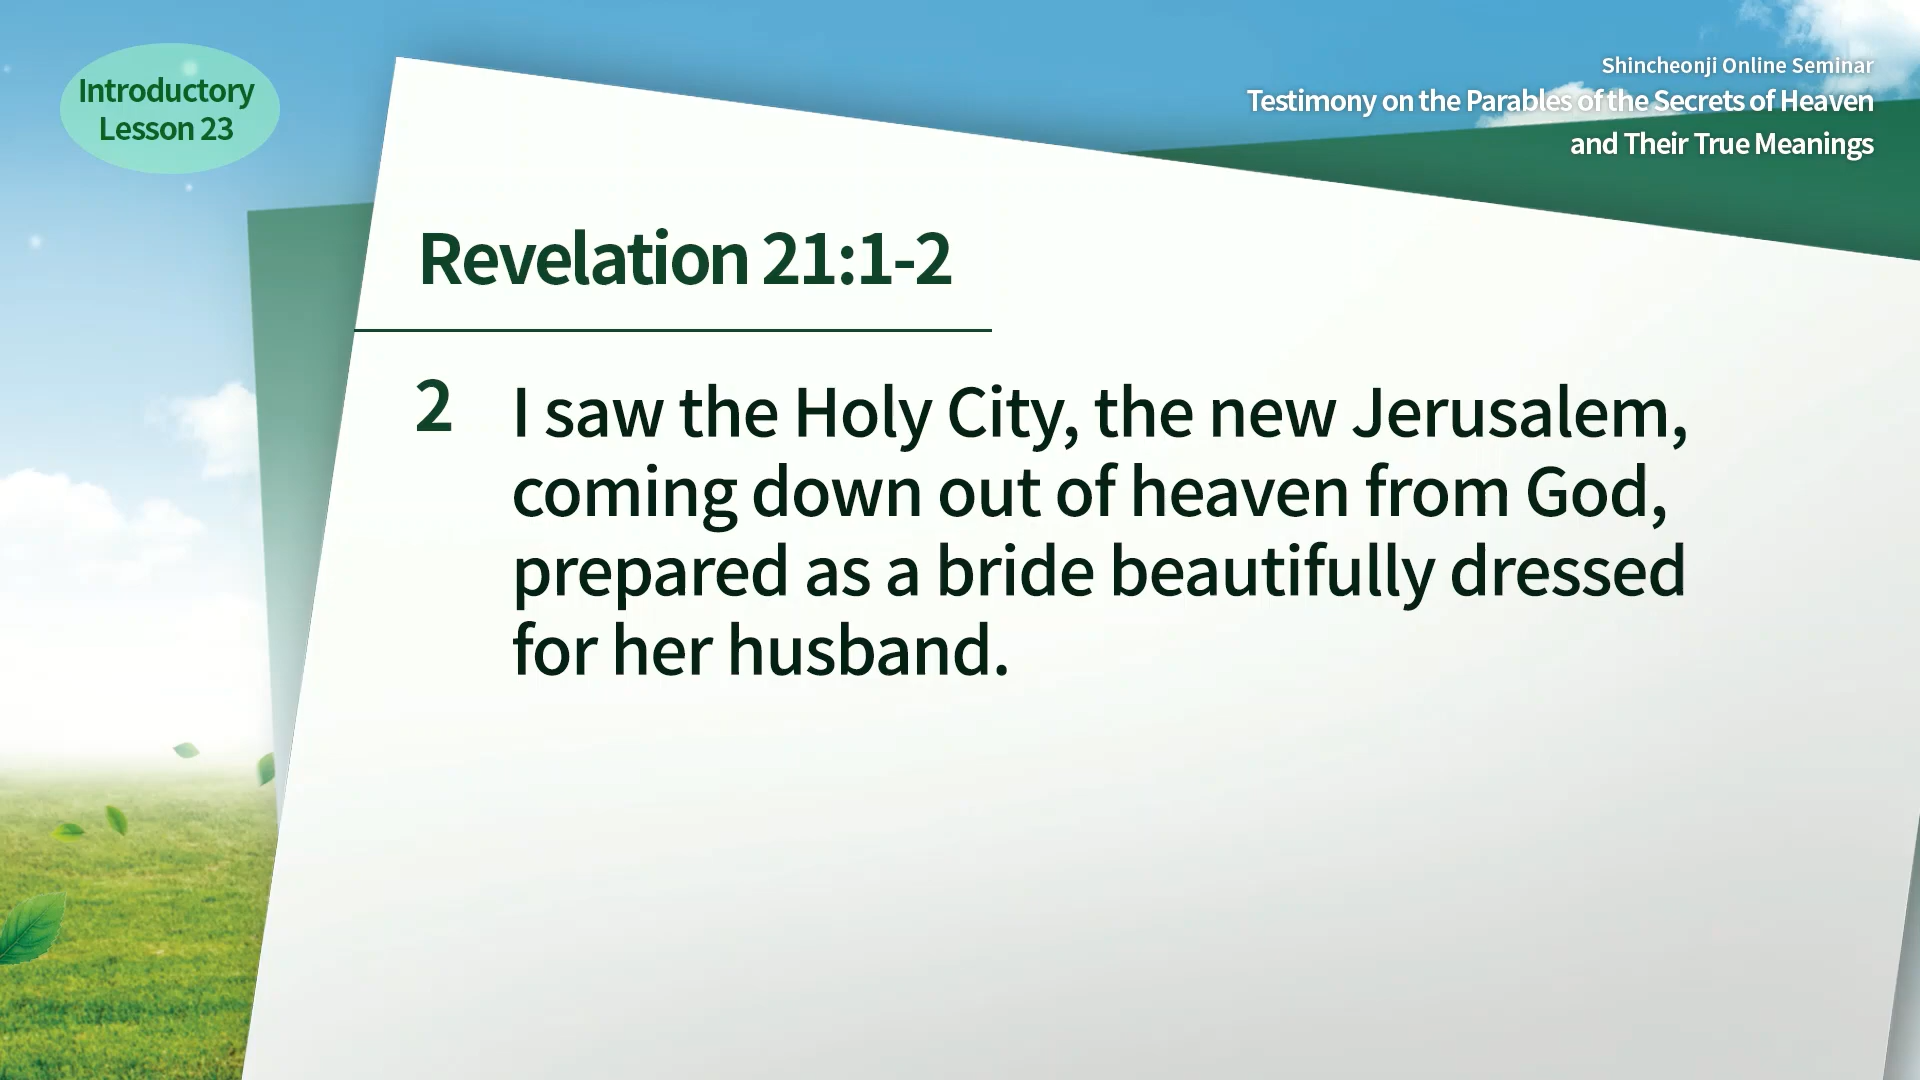 Introductory
Lesson 23
Shincheonji Online Seminar
Testimony on the Parables of the Secrets of Heaven
and Their True Meanings
Revelation 21:1-2
2 I saw the Holy City, the new Jerusalem,
coming down out of heaven from God,
prepared as a bride beautifully dressed
for her husband.